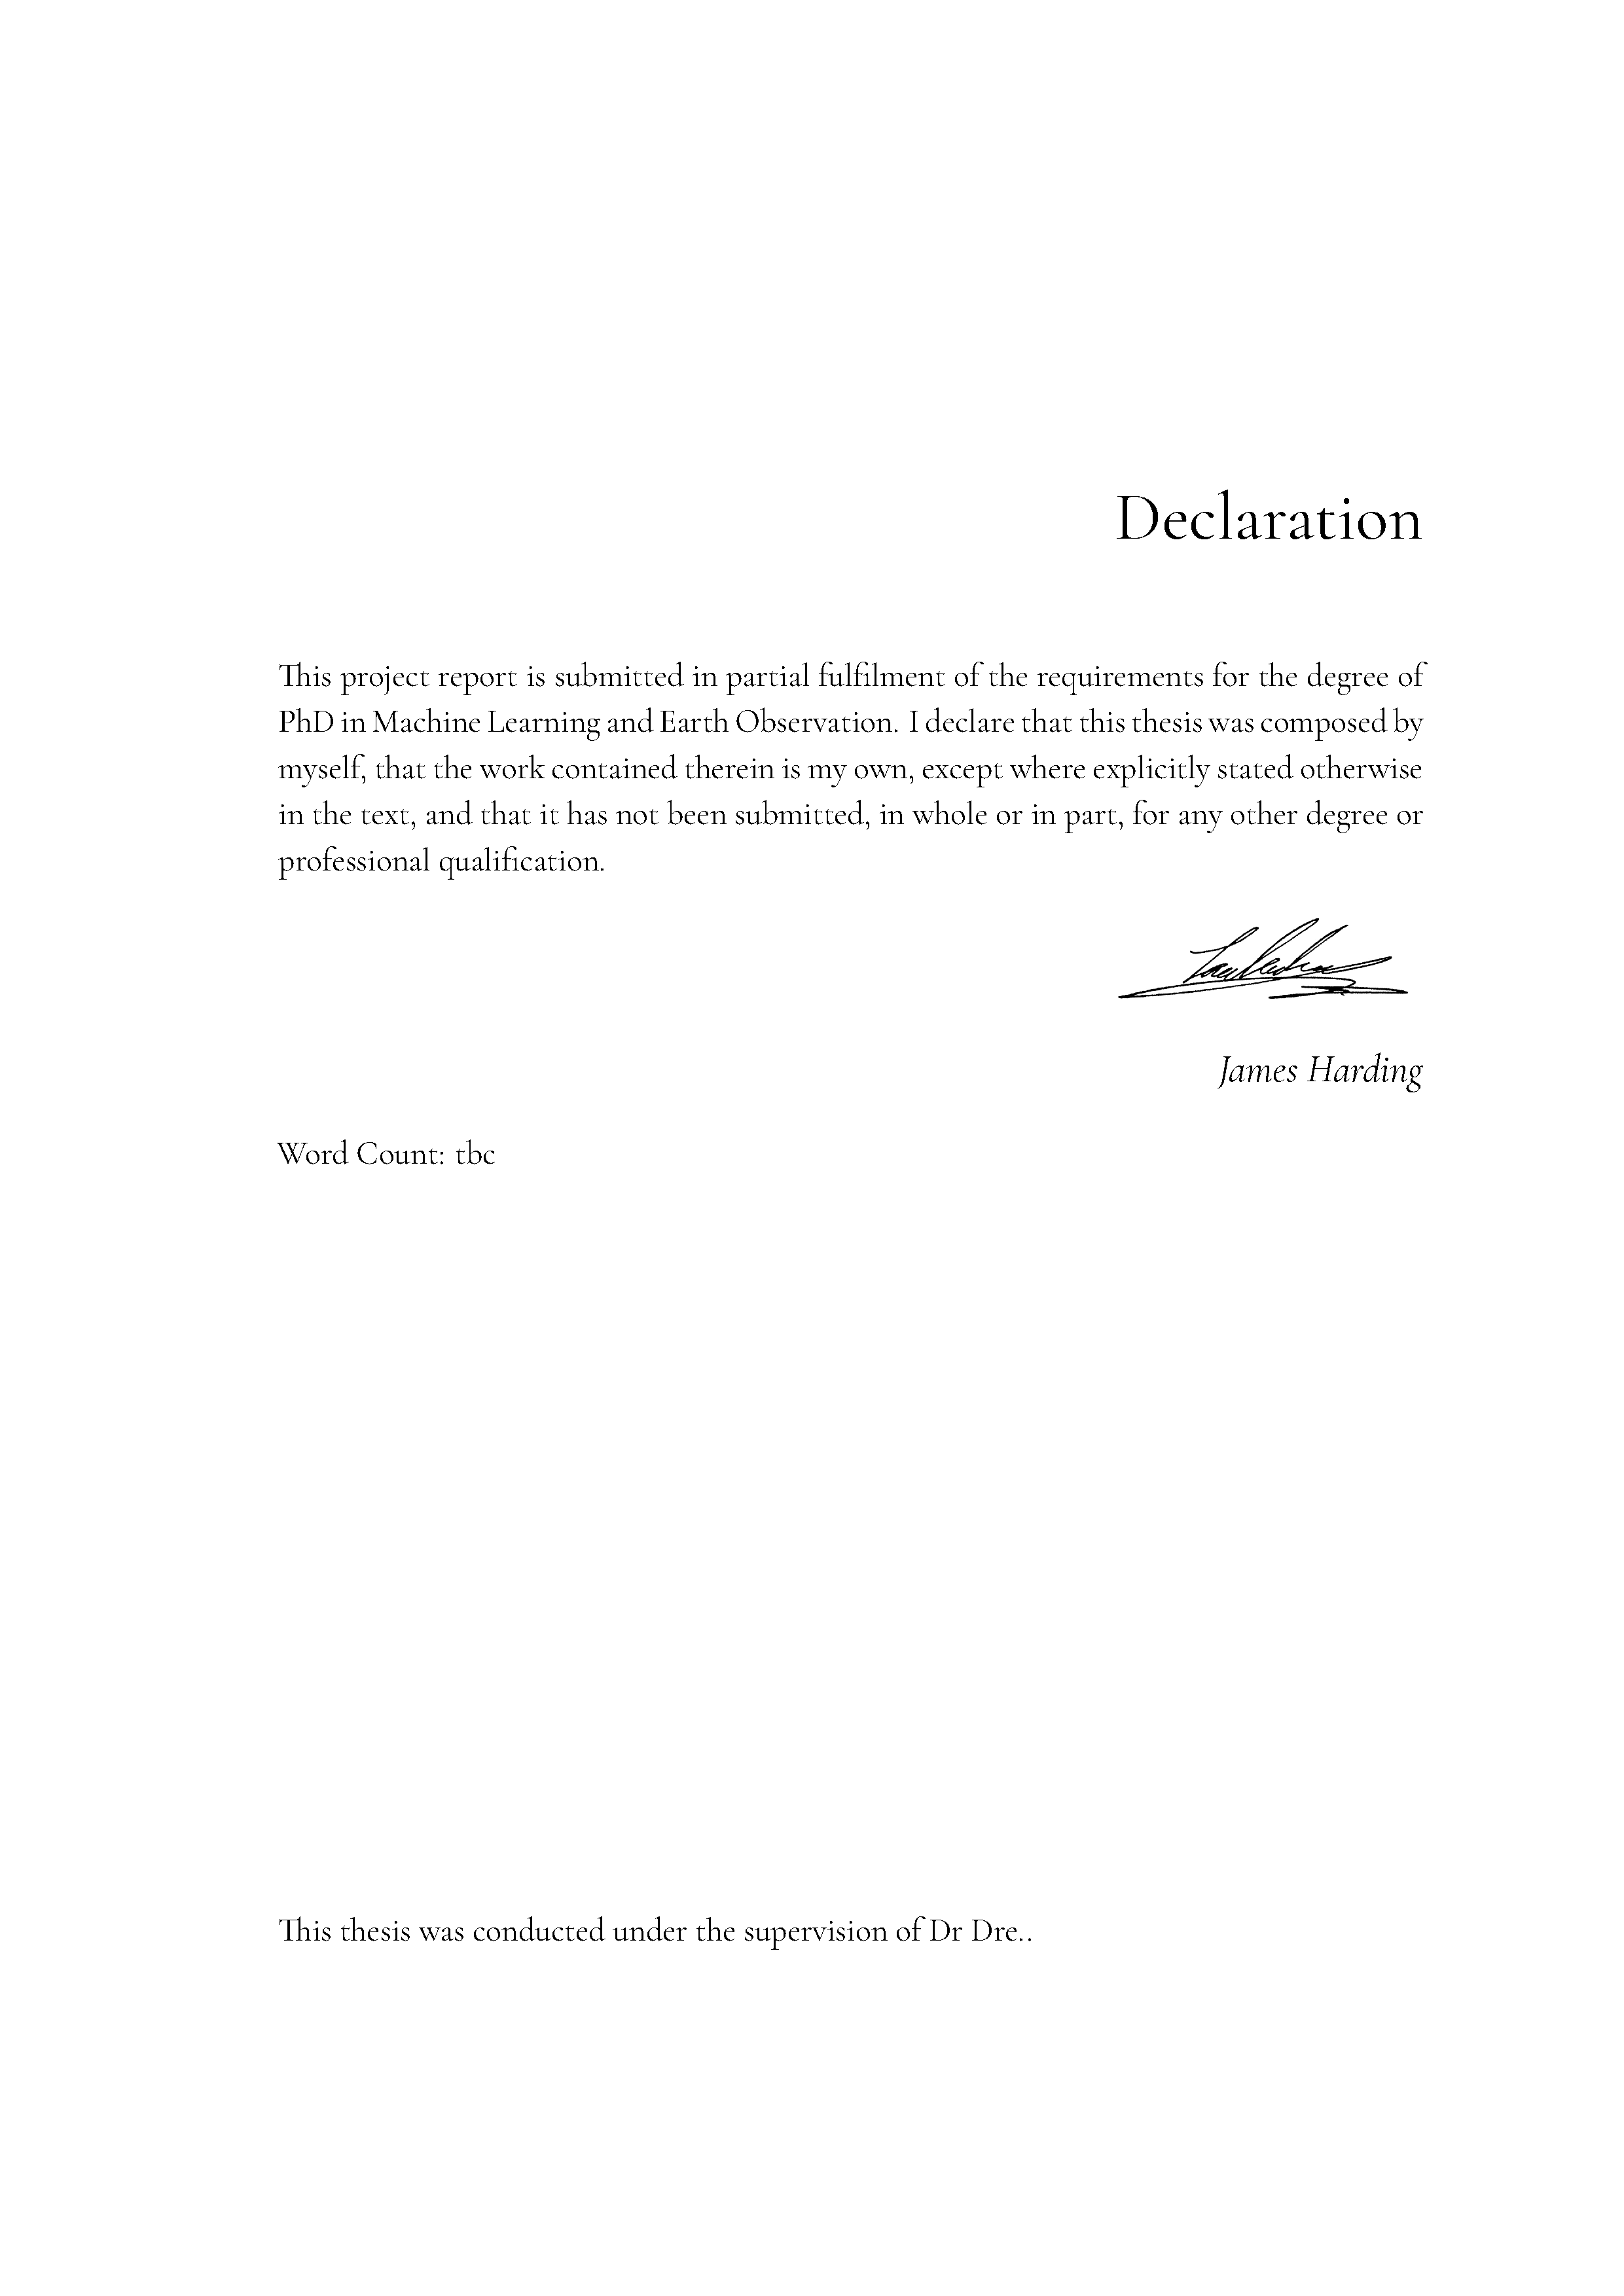 Declaration
This project report is submitted in partial fulfilment of the requirements for the degree of
PhD in Machine Learning and Earth Observation. I declare that this thesis was composed by
myself, that the work contained therein is my own, except where explicitly stated otherwise
in the text, and that it has not been submitted, in whole or in part, for any other degree or
professional qualification.
James Harding
Word Count: tbc
This thesis was conducted under the supervision of Dr Dre..